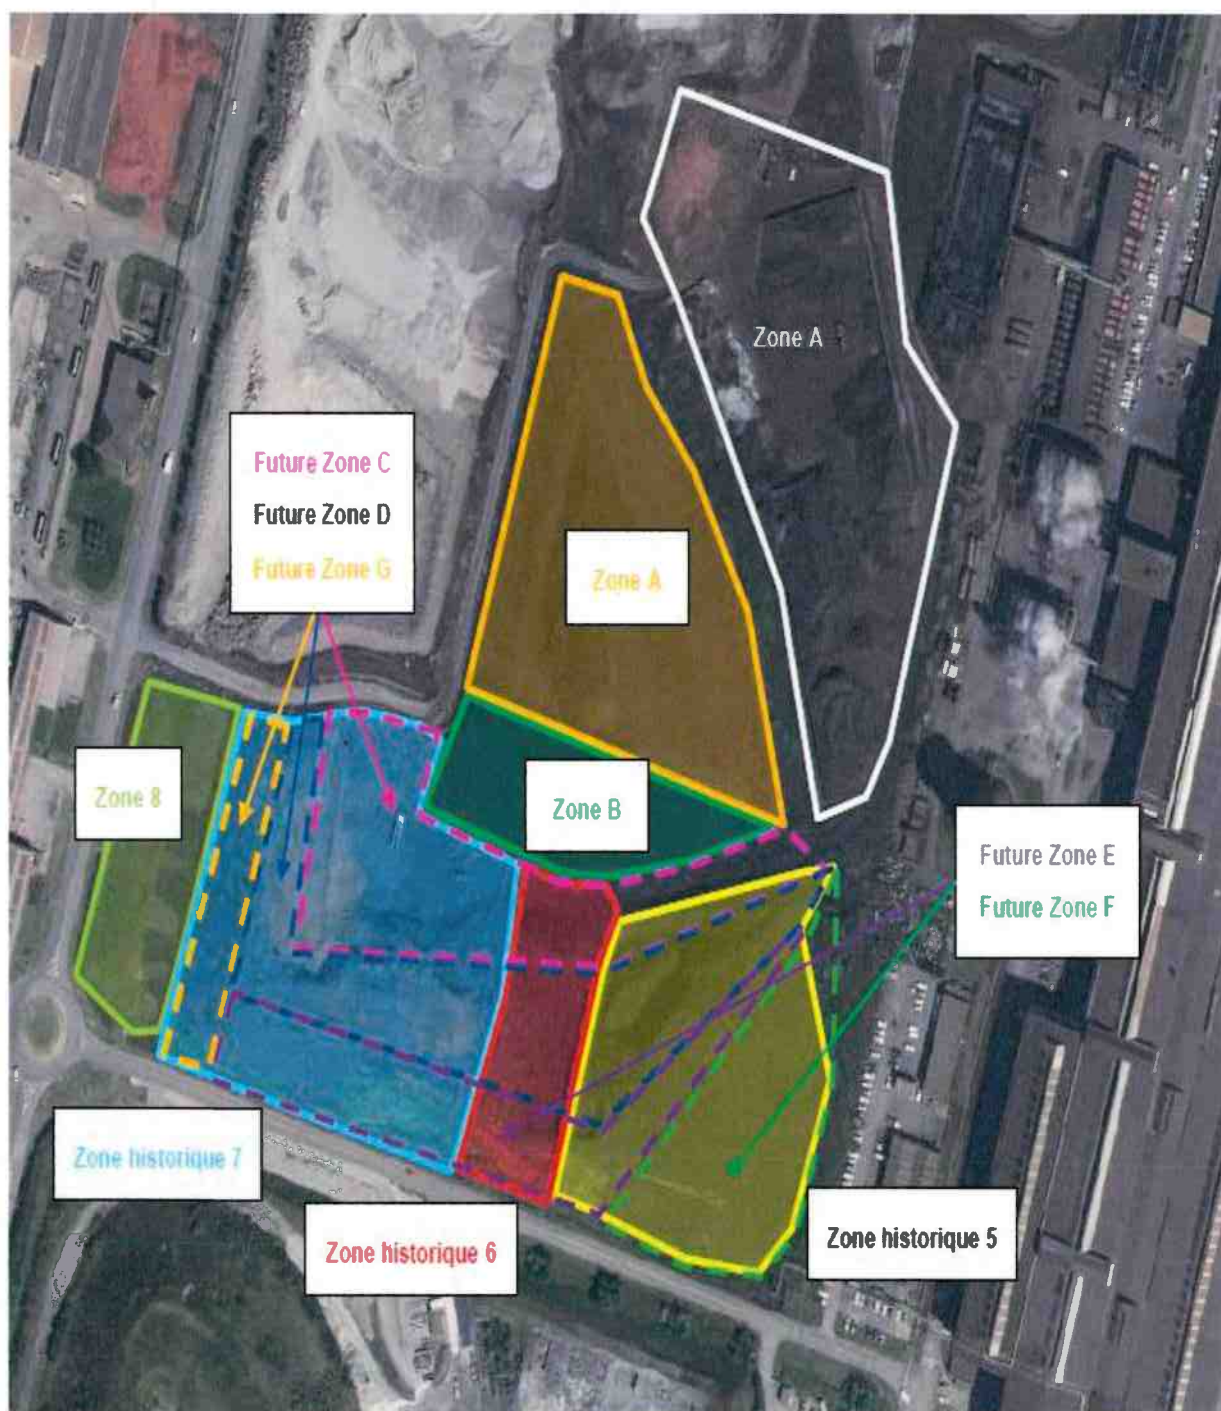 Zone A
Future Zone C
Future Zone D
Future Zone G
Zone A
Zone 8
Zone B
Future Zone E
Future Zone F
Zone historique 7
Zone historique 6
Zone historique 5